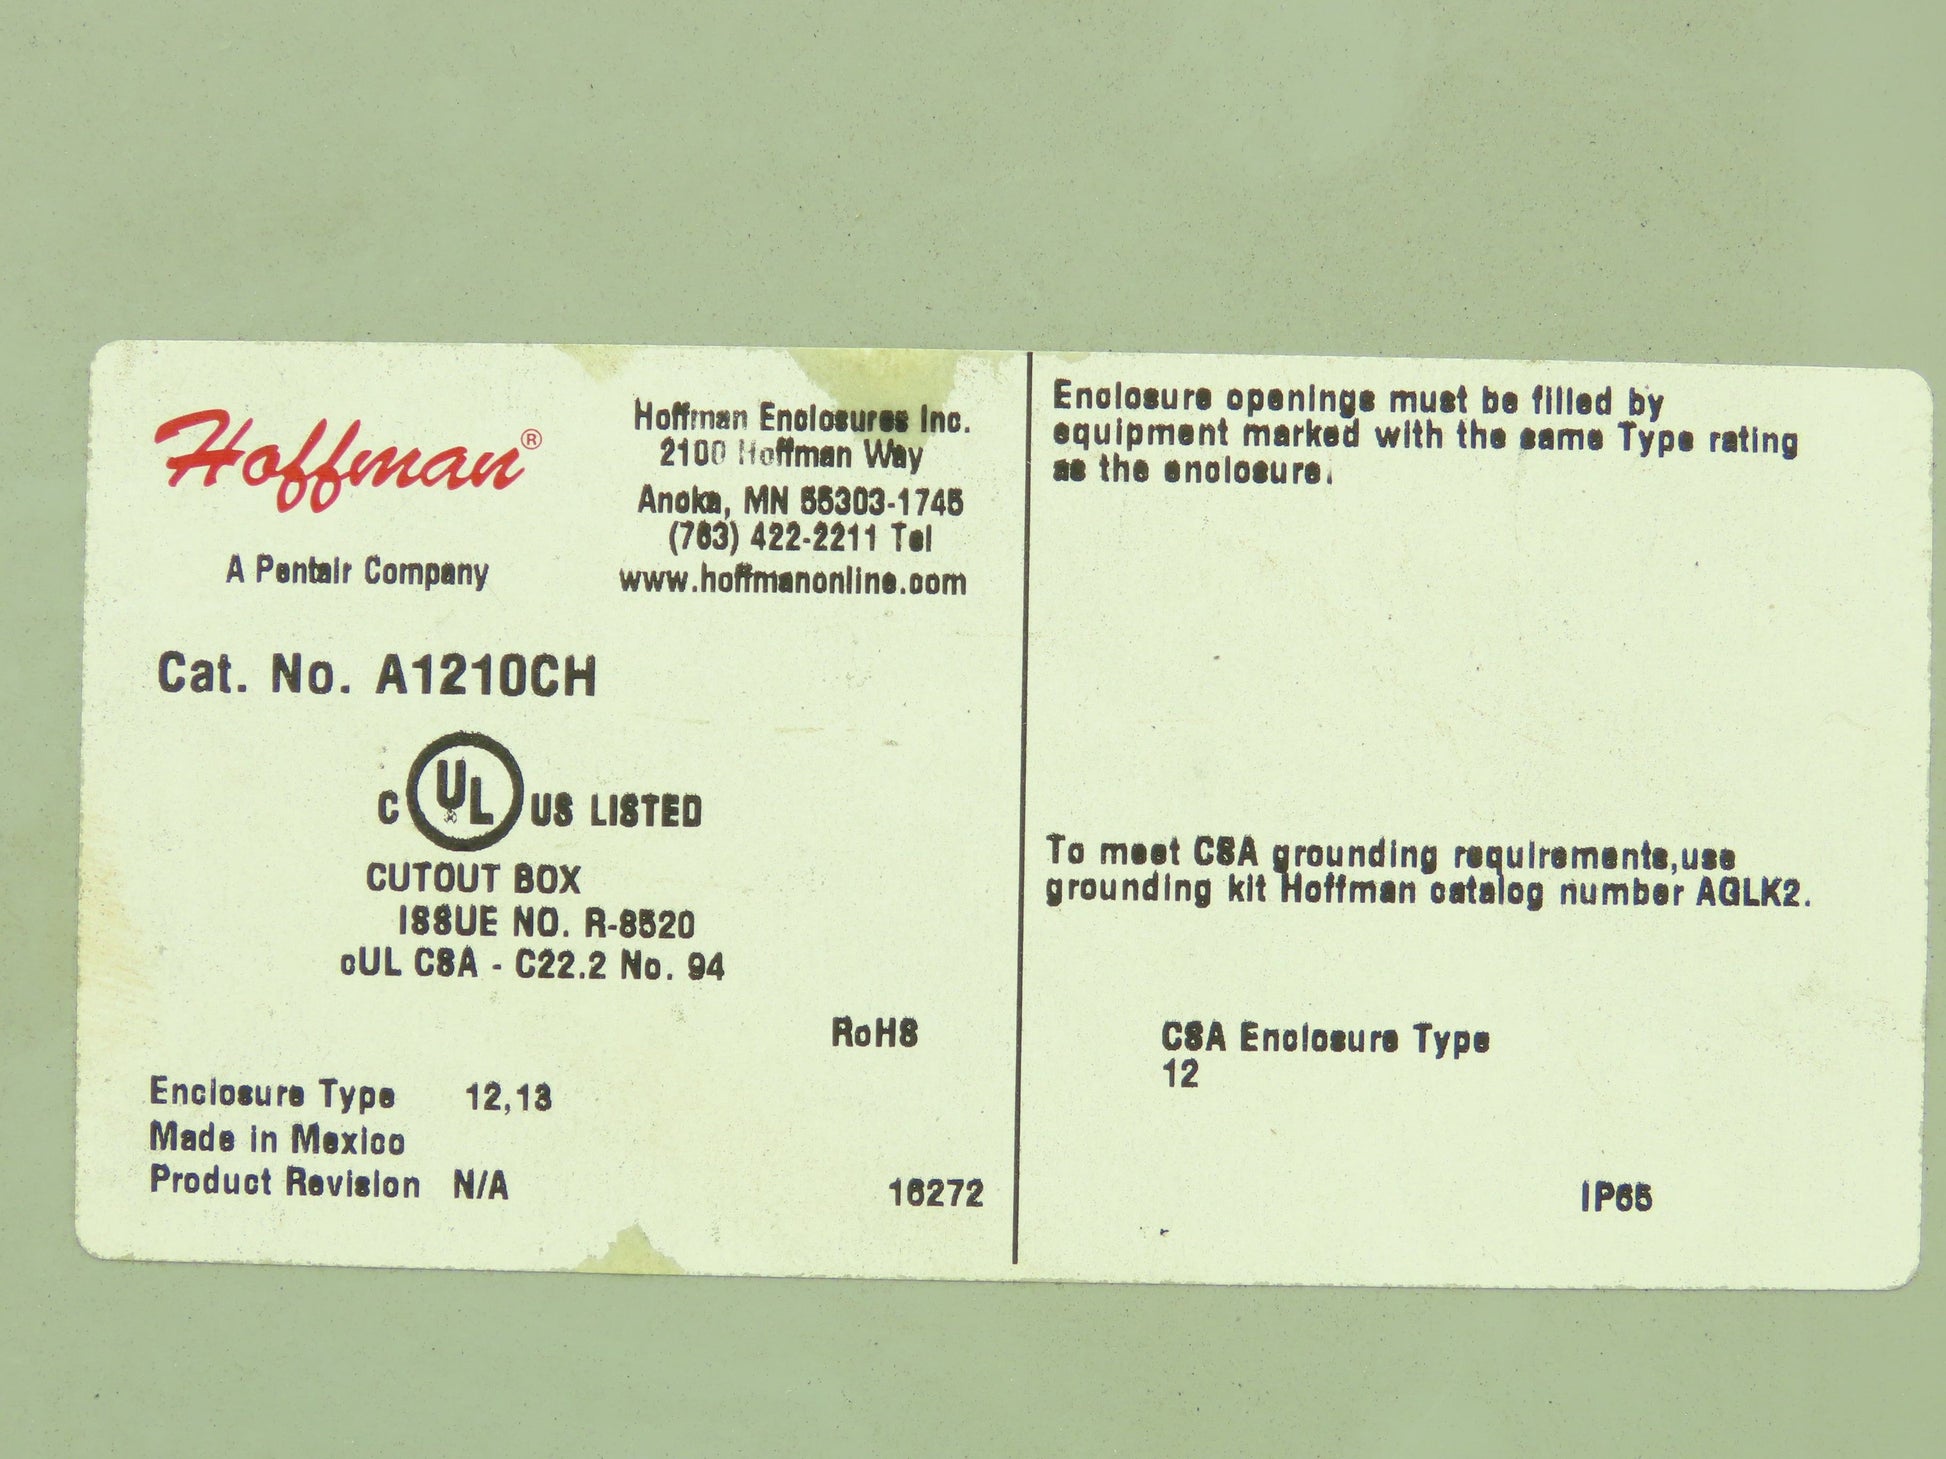 Hoffman®
A Pentair Company
Hoffman Enclosures Inc.
2100 Hoffman Way
Anoka, MN 55303-1745
(763) 422-2211 Tel
www.hoffmanonline.com
Cat. No. A1210CH
C UL US LISTED
CUTOUT BOX
ISSUE NO. R-8520
cUL CSA - C22.2 No. 94
RoHS
Enclosure Type 12,13
Made in Mexico
Product Revision N/A
16272
Enclosure openings must be filled by
equipment marked with the same Type rating
as the enclosure.
To meet CSA grounding requirements,use
grounding kit Hoffman catalog number AGLK2.
CSA Enclosure Type
12
IP65